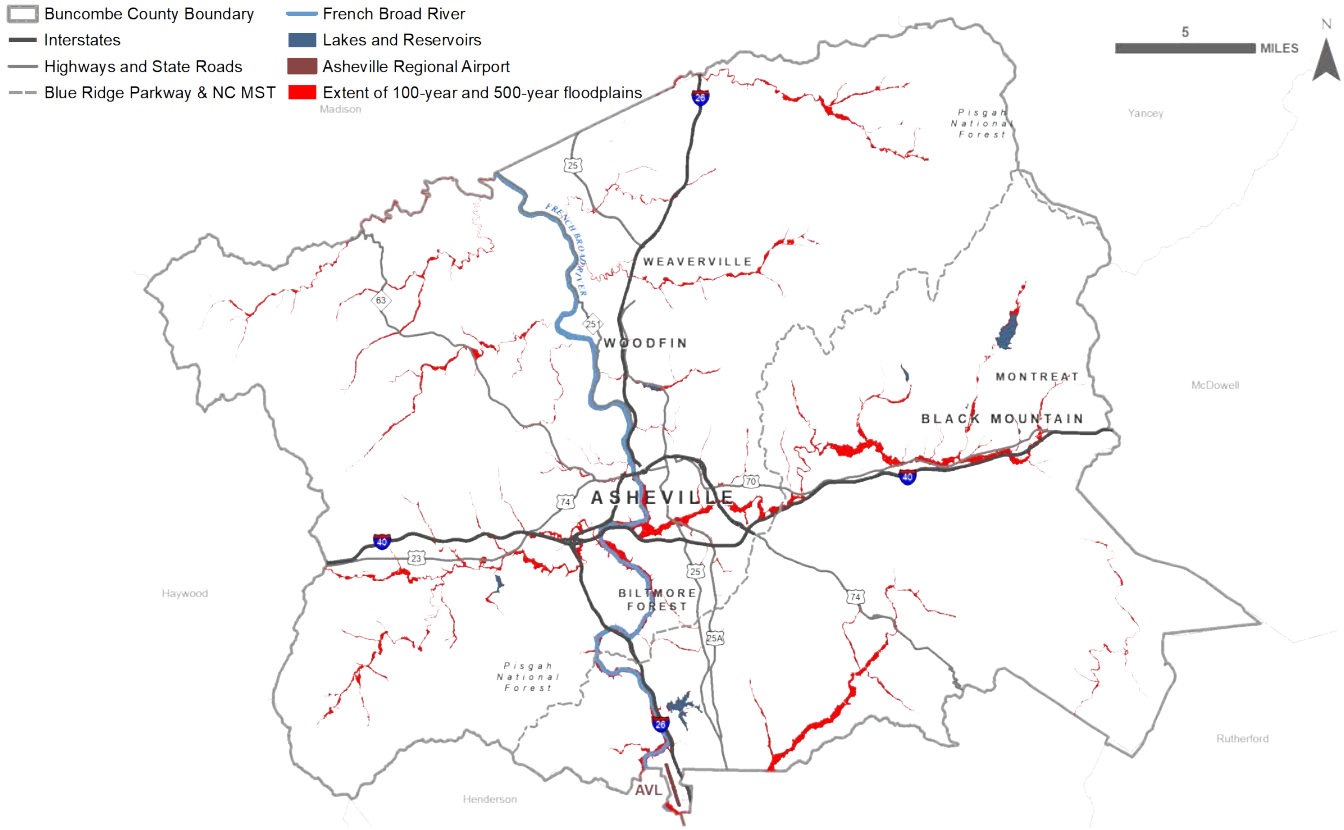 Buncombe County Boundary
French Broad River
Interstates
Lakes and Reservoirs
Highways and State Roads
Asheville Regional Airport
Blue Ridge Parkway & NC MST
Extent of 100-year and 500-year floodplains
5
MILES
N
Madison
26
Pisgah
National
Forest
Yancey
25
FRENCH BROAD RIVER
WEAVERVILLE
63
251
WOODFIN
MONTREAT
McDowell
BLACK MOUNTAIN
40
70
74
ASHEVILLE
40
23
25
Haywood
BILTMORE
FOREST
74
25A
Pisgah
National
Forest
26
Rutherford
AVL
Henderson